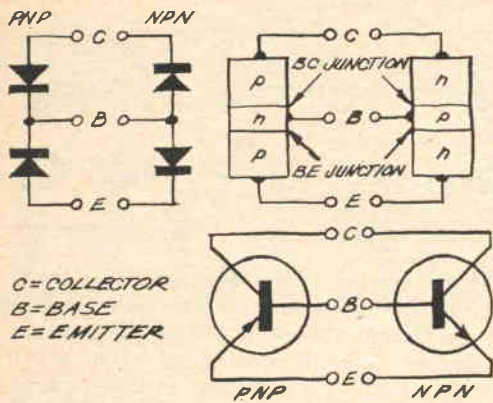 PNP NPN
C
B
E
C
BC JUNCTION
p n
n B p
p n
BE JUNCTION
E
C
C=COLLECTOR
B=BASE
E=EMITTER
B
E
PNP NPN